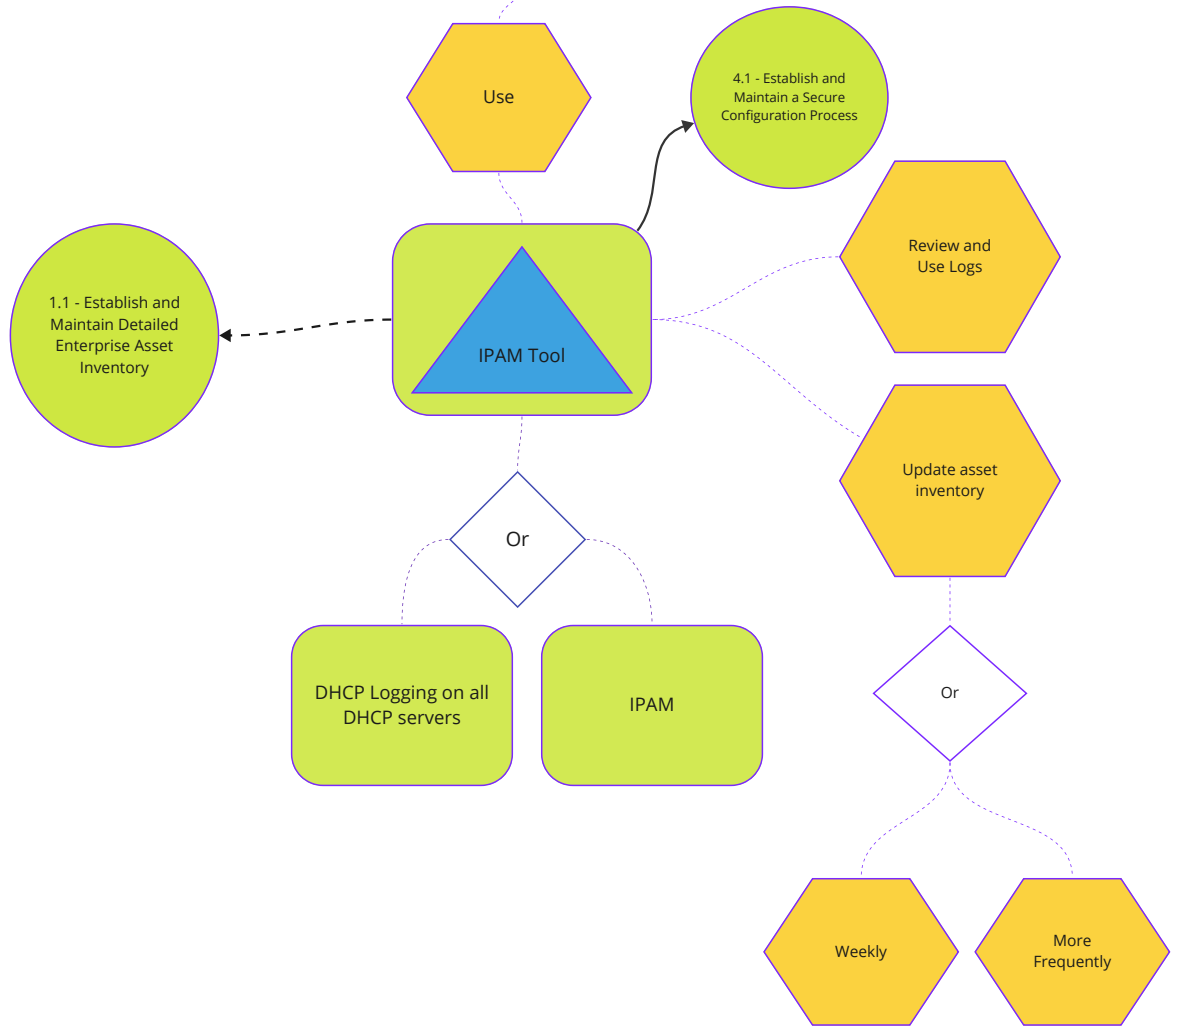 Use
4.1 - Establish and
Maintain a Secure
Configuration Process
Review and
Use Logs
1.1 - Establish and
Maintain Detailed
Enterprise Asset
Inventory
IPAM Tool
Update asset
inventory
Or
DHCP Logging on all
DHCP servers
IPAM
Or
Weekly
More
Frequently